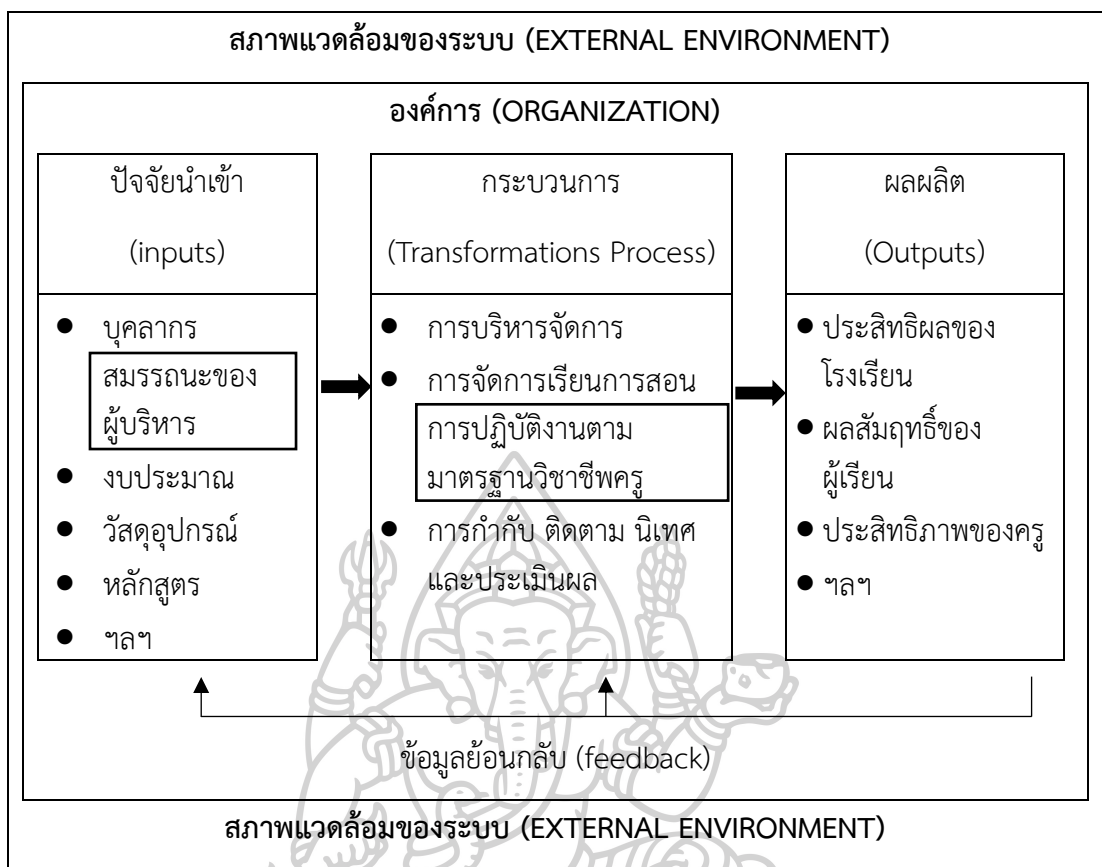 สภาพแวดล้อมของระบบ (EXTERNAL ENVIRONMENT)
องค์การ (ORGANIZATION)
ปัจจัยนำเข้า
(inputs)
● บุคลากร
สมรรถนะของ
ผู้บริหาร
● งบประมาณ
● วัสดุอุปกรณ์
● หลักสูตร
● ฯลฯ
กระบวนการ
(Transformations Process)
● การบริหารจัดการ
● การจัดการเรียนการสอน
การปฏิบัติงานตาม
มาตรฐานวิชาชีพครู
● การกำกับ ติดตาม นิเทศ
และประเมินผล
ผลผลิต
(Outputs)
● ประสิทธิผลของ
โรงเรียน
● ผลสัมฤทธิ์ของ
ผู้เรียน
● ประสิทธิภาพของครู
● ฯลฯ
ข้อมูลย้อนกลับ (feedback)
สภาพแวดล้อมของระบบ (EXTERNAL ENVIRONMENT)